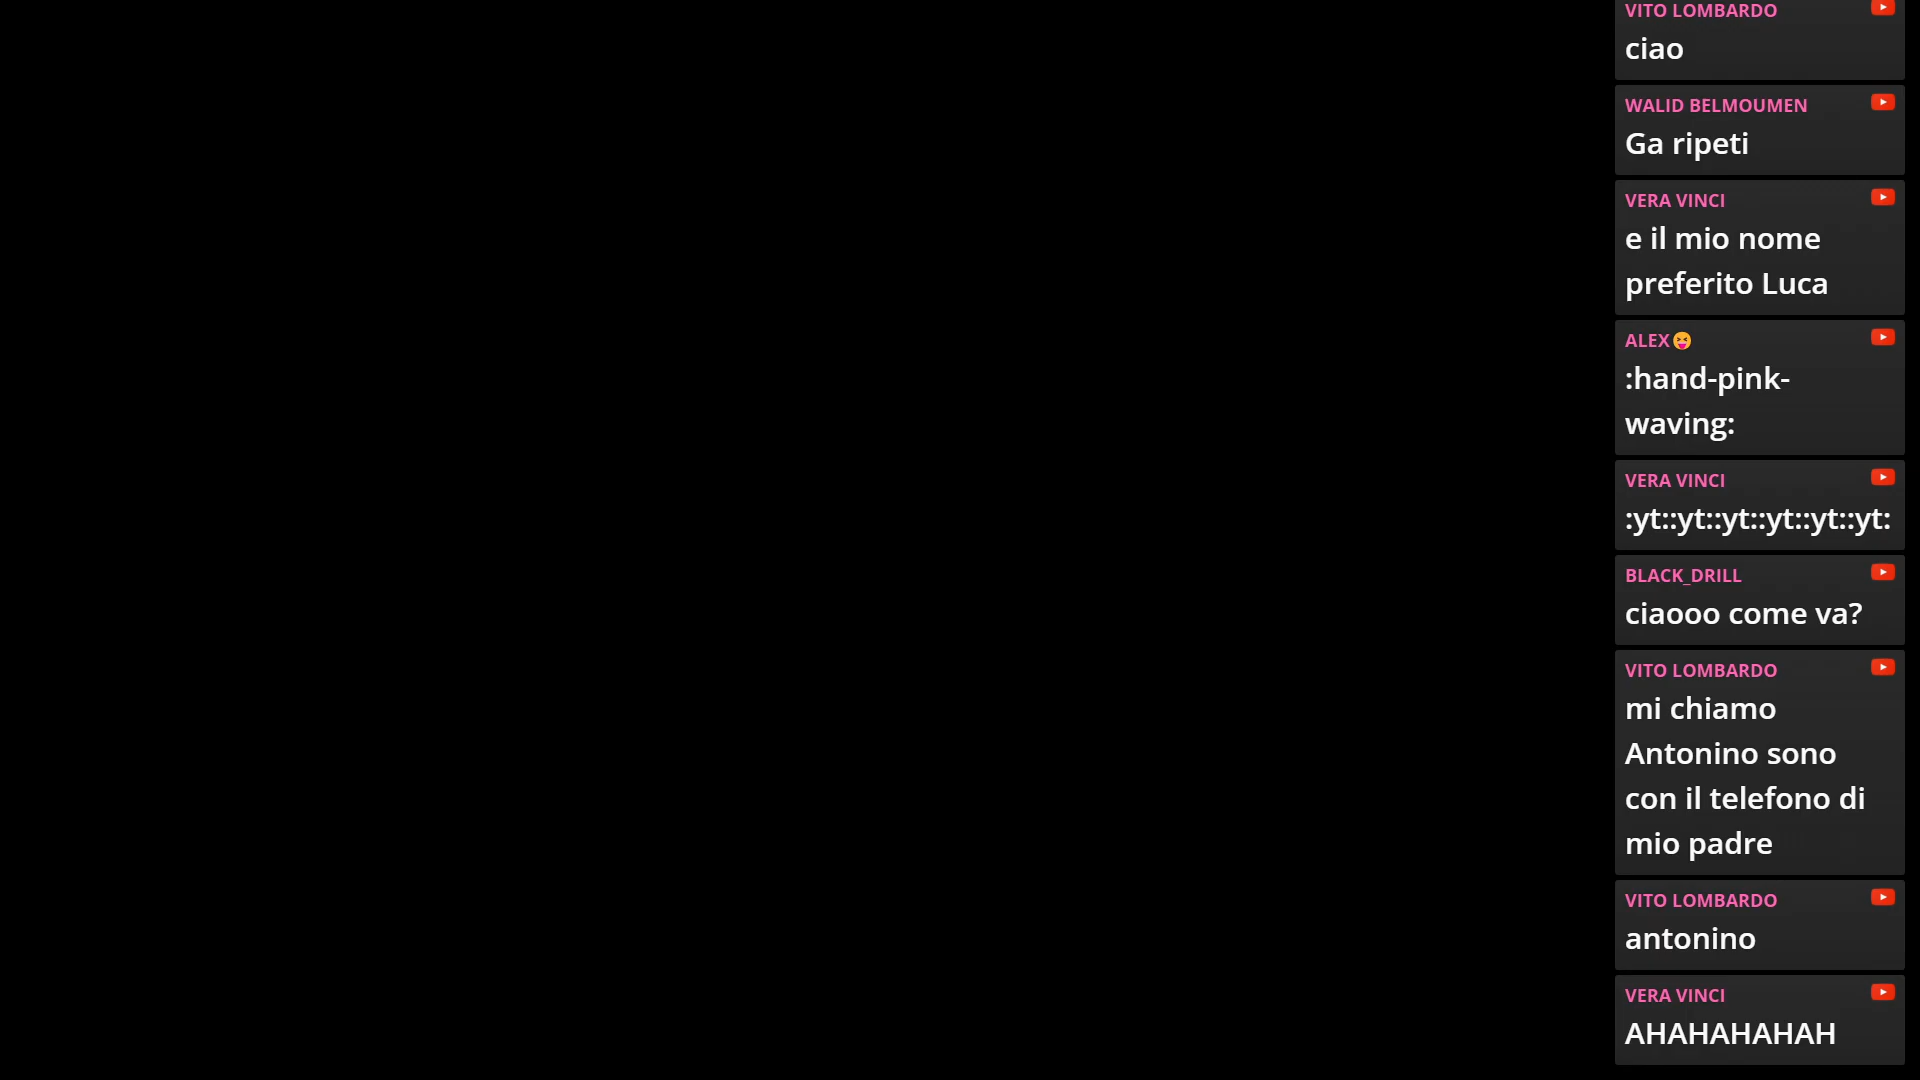 VITO LOMBARDO
ciao
WALID BELMOUMEN
Ga ripeti
VERA VINCI
e il mio nome
preferito Luca
ALEX😝
:hand-pink-
waving:
VERA VINCI
:yt::yt::yt::yt::yt::yt:
BLACK_DRILL
ciaooo come va?
VITO LOMBARDO
mi chiamo
Antonino sono
con il telefono di
mio padre
VITO LOMBARDO
antonino
VERA VINCI
AHAHAHAHAH